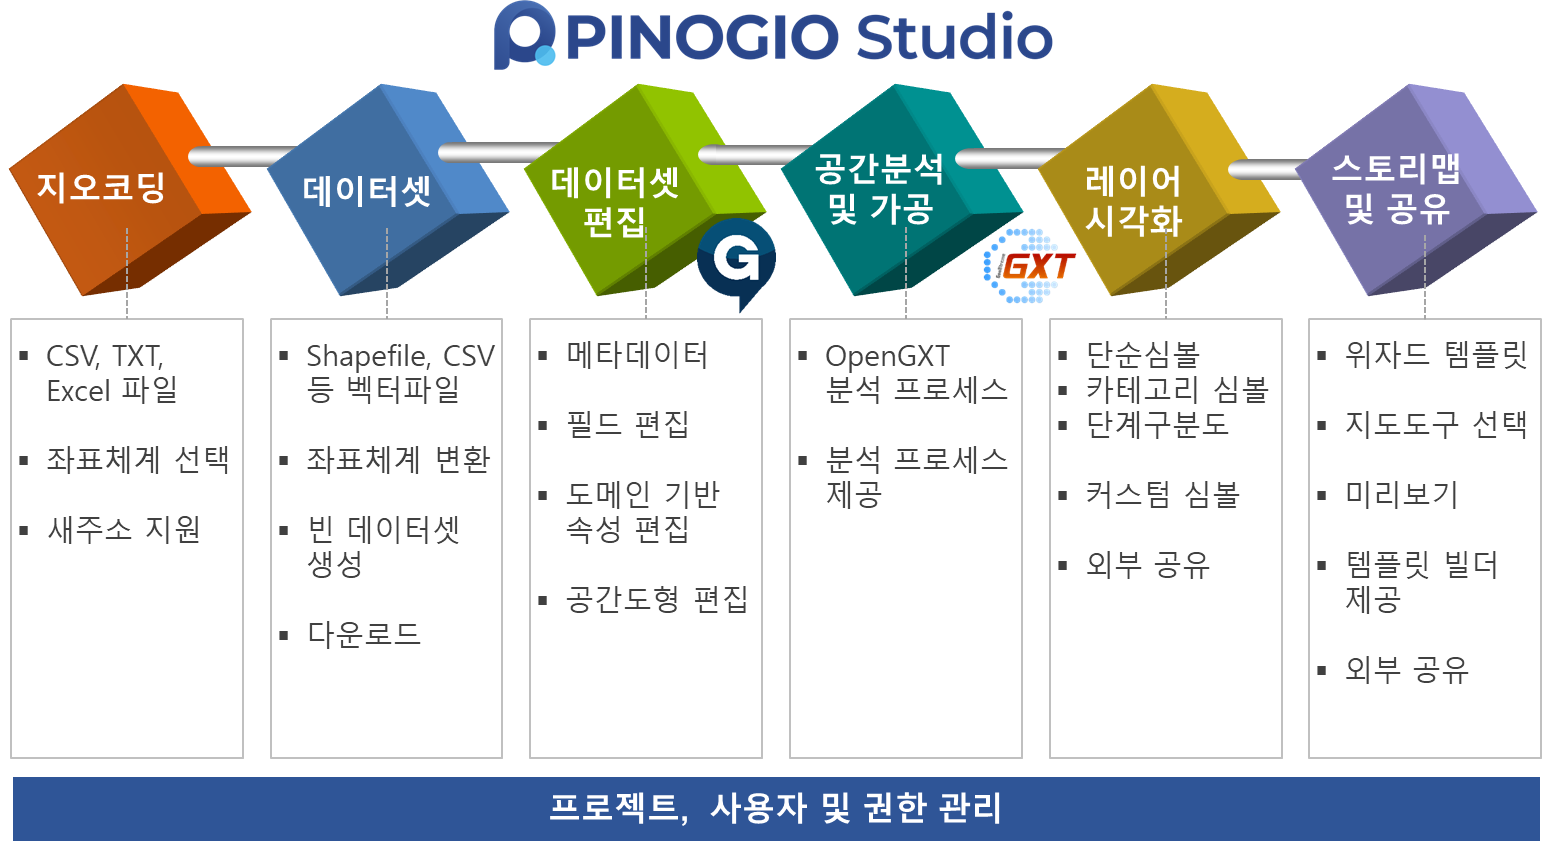 PINOGIO Studio
지오코딩
CSV, TXT,
Excel 파일
좌표체계 선택
새주소 지원
데이터셋
Shapefile, CSV
등 벡터파일
좌표체계 변환
빈 데이터셋
생성
다운로드
데이터셋
편집
G
메타데이터
필드 편집
도메인 기반
속성 편집
공간도형 편집
공간분석
및 가공
GXT
OpenGXT
분석 프로세스
분석 프로세스
제공
레이어
시각화
단순심볼
카테고리 심볼
단계구분도
커스텀 심볼
외부 공유
스토리맵
및 공유
위자드 템플릿
지도도구 선택
미리보기
템플릿 빌더
제공
외부 공유
프로젝트, 사용자 및 권한 관리